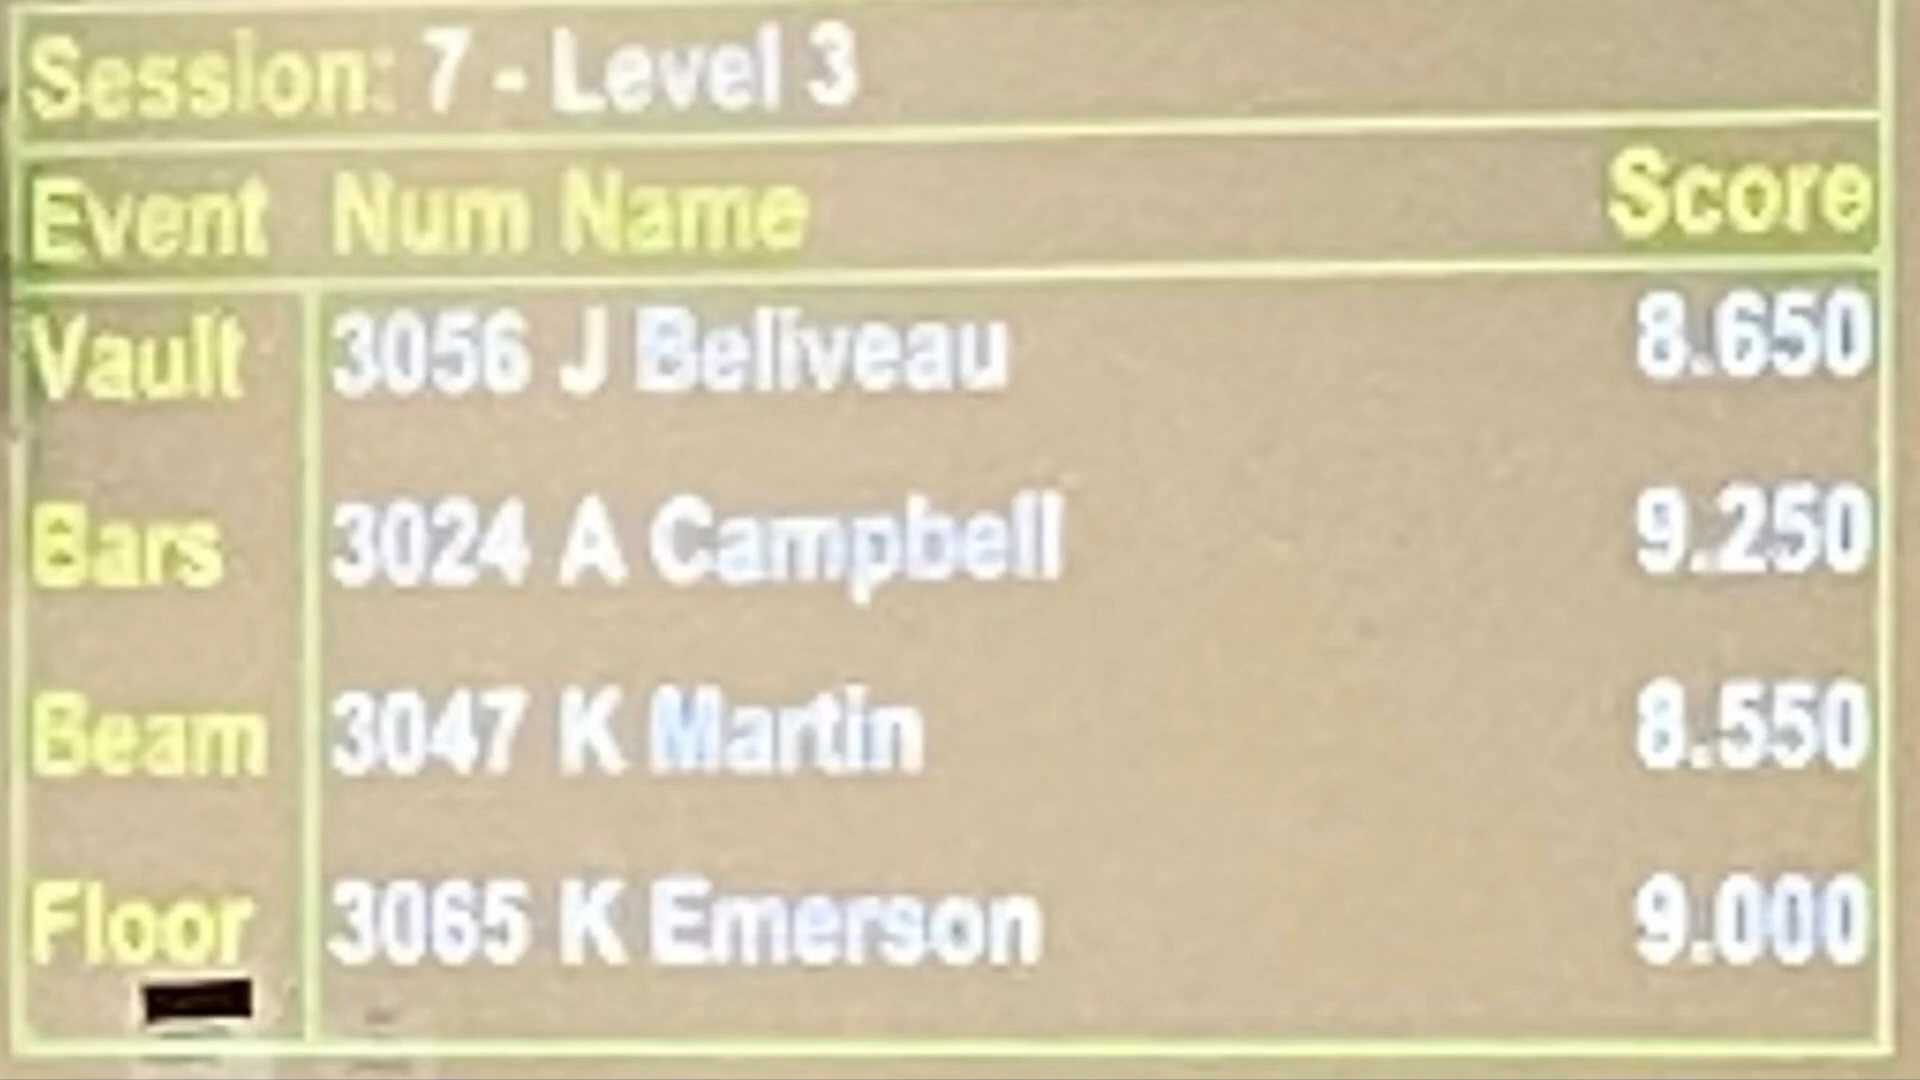 Session: 7 - Level 3
Event Num Name Score
Vault 3056 J Beliveau 8.650
Bars 3024 A Campbell 9.250
Beam 3047 K Martin 8.550
Floor 3065 K Emerson 9.000